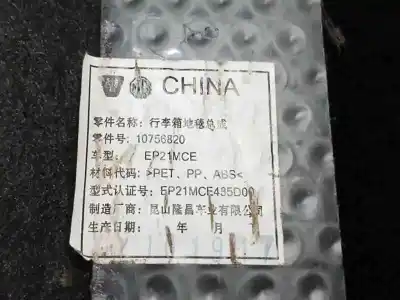 CHINA
零件名称：行李箱地毯总成
零件号：10756820
车型： EP21MCE
材料代码：>PET、PP、ABS<
型式认证号：EP21MCE485D00
制造厂商：昆山隆昌车业有限公司
生产日期： 年 月